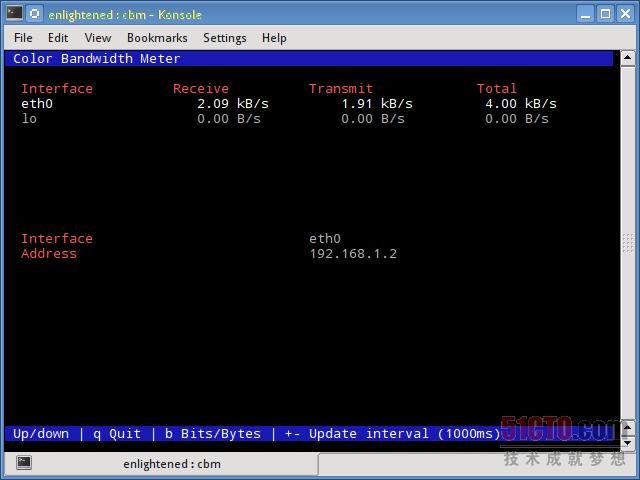 enlightened : cbm - Konsole
File Edit View Bookmarks Settings Help
Color Bandwidth Meter
Interface Receive Transmit Total
eth0 2.09 kB/s 1.91 kB/s 4.00 kB/s
lo 0.00 B/s 0.00 B/s 0.00 B/s
Interface eth0
Address 192.168.1.2
Up/down | q Quit | b Bits/Bytes | +- Update interval (1000ms)
51CTO.com
技术成就梦想
enlightened : cbm